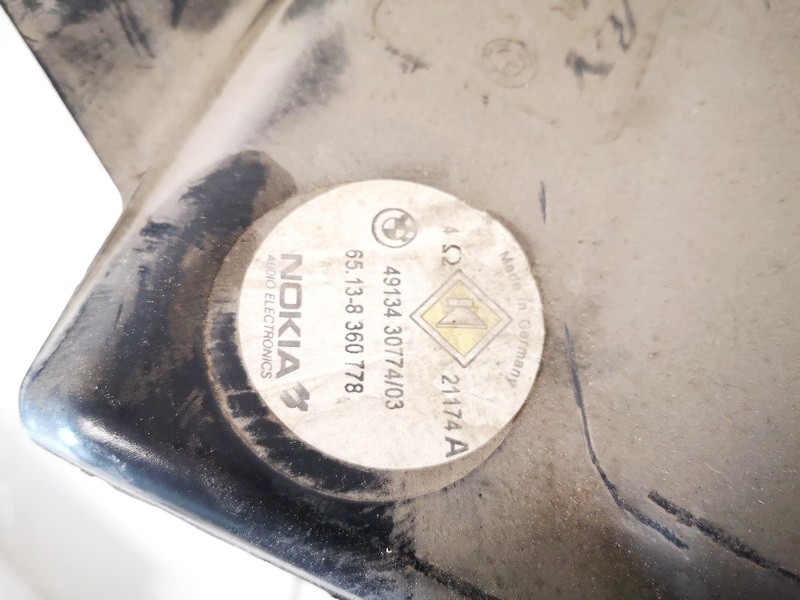 Made in Germany
4 Ω
21174 A
49134 30774/03
65.13-8 360 778
NOKIA
AUDIO ELECTRONICS